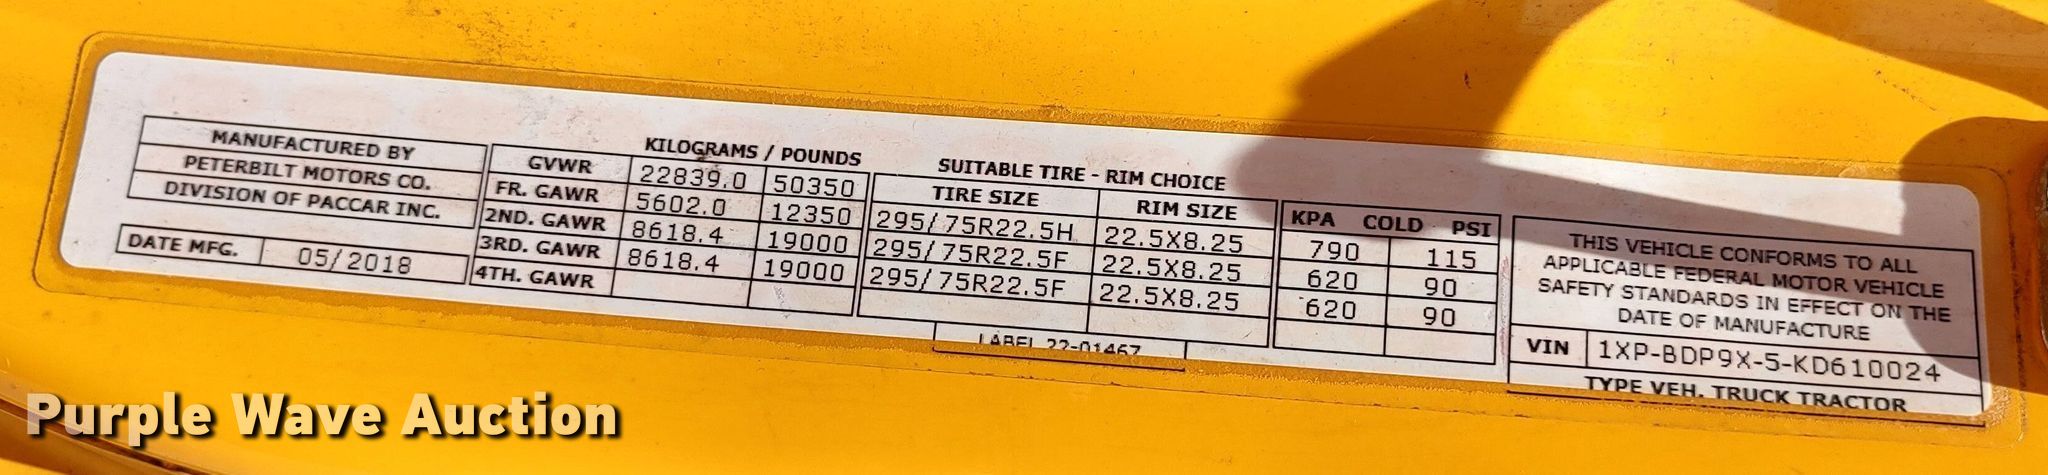 MANUFACTURED BY
PETERBILT MOTORS CO.
DIVISION OF PACCAR INC.
DATE MFG. 05/2018
KILOGRAMS / POUNDS
GVWR 22839.0 50350
FR. GAWR 5602.0 12350
2ND. GAWR 8618.4 19000
3RD. GAWR 8618.4 19000
4TH. GAWR
SUITABLE TIRE - RIM CHOICE
TIRE SIZE RIM SIZE
295/75R22.5H 22.5X8.25
295/75R22.5F 22.5X8.25
295/75R22.5F 22.5X8.25
KPA COLD PSI
790 115
620 90
620 90
LABEL 22-01467
THIS VEHICLE CONFORMS TO ALL
APPLICABLE FEDERAL MOTOR VEHICLE
SAFETY STANDARDS IN EFFECT ON THE
DATE OF MANUFACTURE
VIN 1XP-BDP9X-5-KD610024
TYPE VEH. TRUCK TRACTOR
Purple Wave Auction